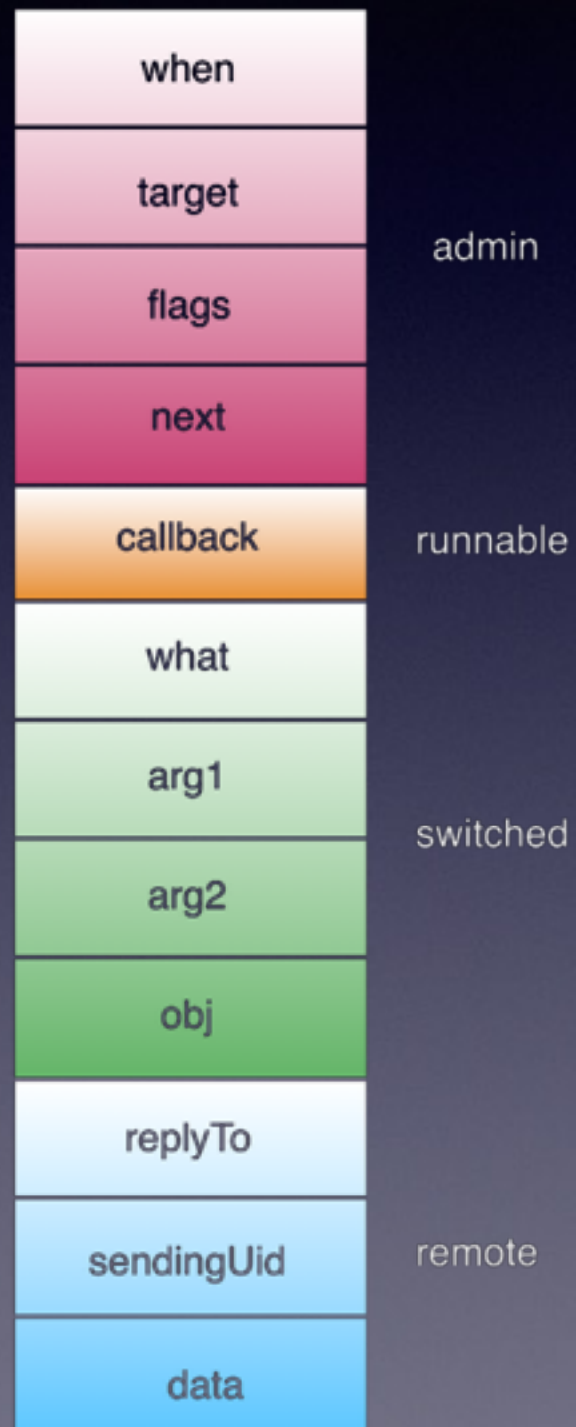 when
target
admin
flags
next
callback
runnable
what
arg1
switched
arg2
obj
replyTo
sendingUid
remote
data